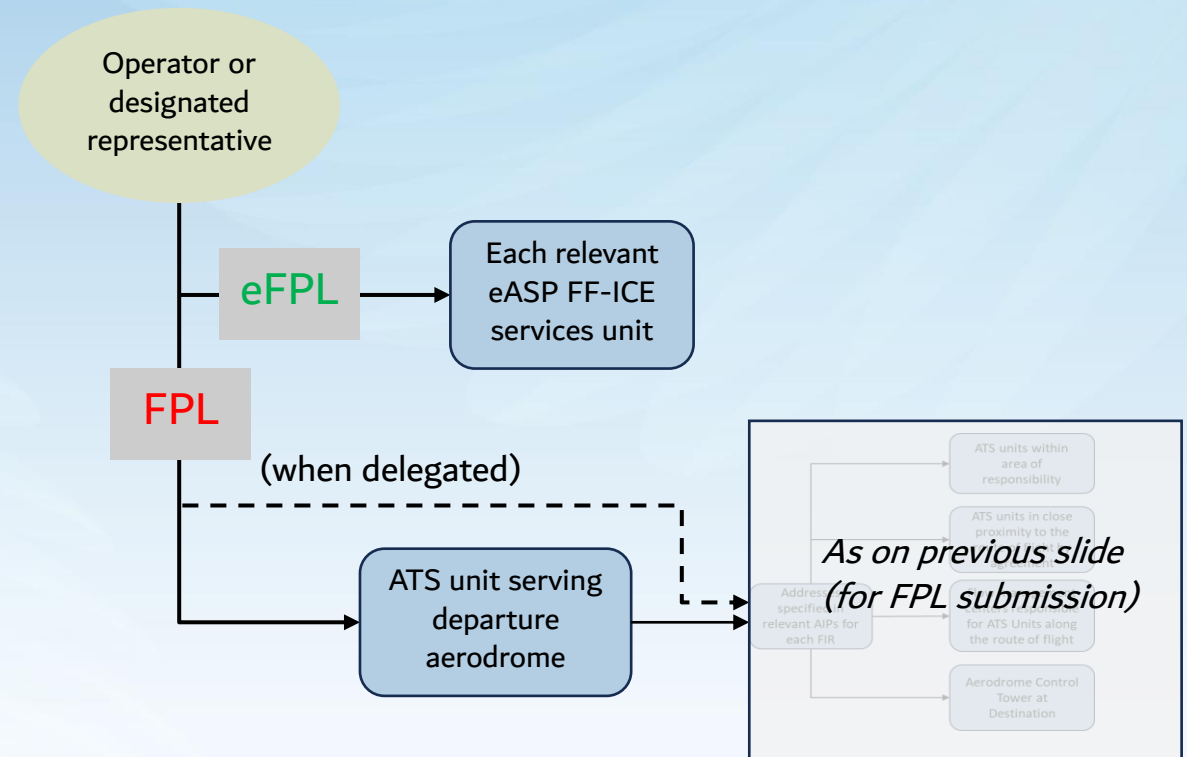 Operator or
designated
representative
eFPL
Each relevant
eASP FF-ICE
services unit
FPL
(when delegated)
ATS unit serving
departure
aerodrome
As on previous slide
(for FPL submission)
ATS units within
area of
responsibility
ATS units in close
proximity to the
specified
relevant AIPs for
each FIR
for ATS Units along
the route of flight
Aerodrome Control
Tower at
Destination